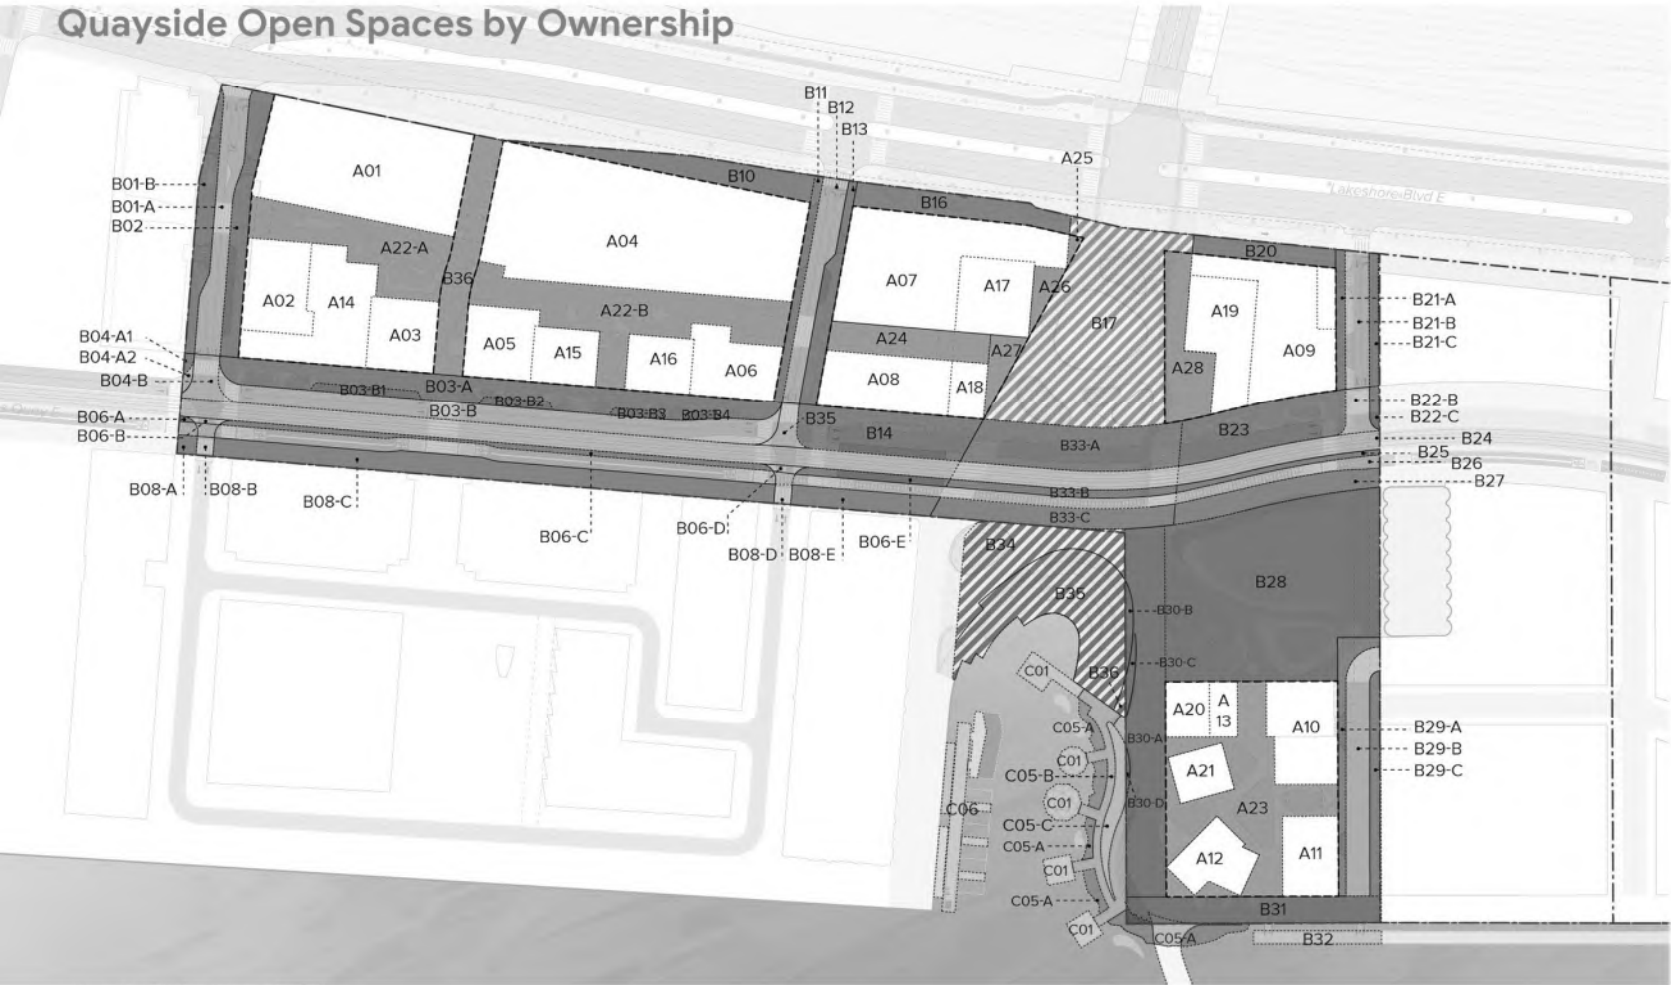 Quayside Open Spaces by Ownership
B11
B12
B13
A25
A01
B10
B01-B
B01-A
B02
Lakeshore Blvd E
B16
A04
A22-A
B20
B36
A07
A17
A26
A02
A14
A22-B
B17
A19
B21-A
B21-B
B21-C
B04-A1
B04-A2
B04-B
A03
A05
A15
A16
A06
A24
A27
A09
A28
A08
A18
B03-A
B03-B1
B03-B2
B03-B3
B03-B4
B03-B
B22-B
B22-C
Quay E
B06-A
B06-B
B35
B14
B33-A
B23
B24
B25
B26
B27
B08-A
B08-B
B08-C
B33-B
B33-C
B06-C
B06-D
B06-E
B08-D
B08-E
B34
B28
B35
B30-B
B30-C
C01
B36
A20
A
13
A10
C05-A
B30-A
B29-A
B29-B
B29-C
C01
C05-B
A21
C01
B30-D
C06
A23
C05-C
C05-A
A12
A11
C01
C05-A
B31
C01
C05-A
B32